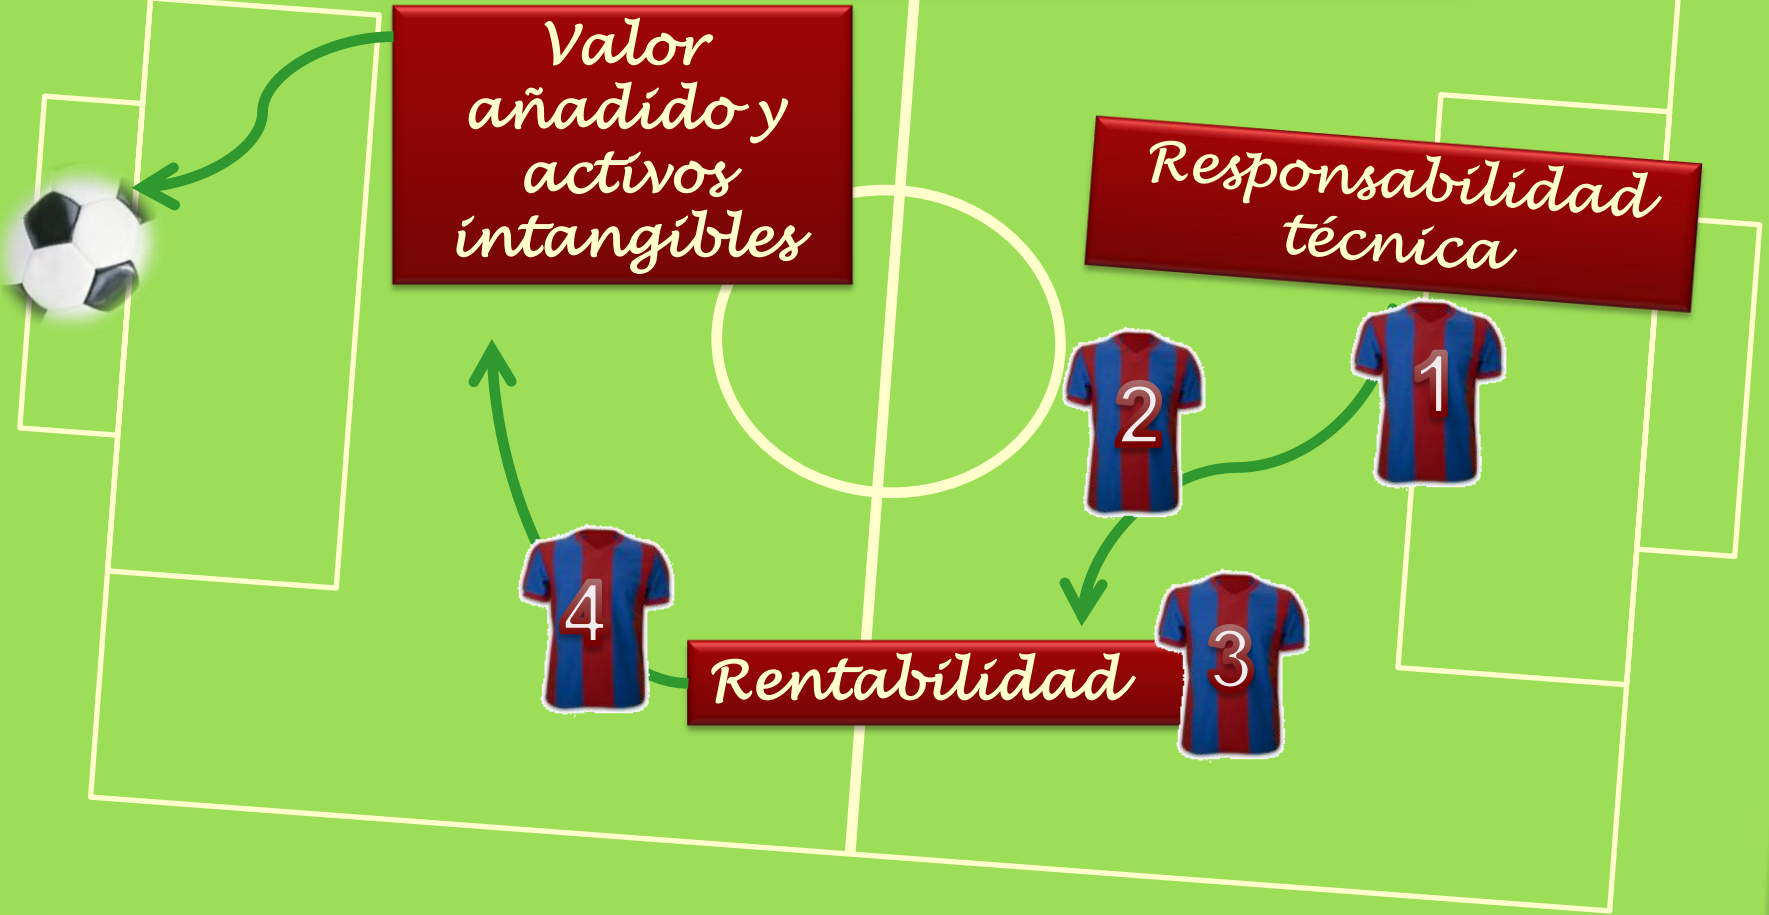 Valor
añadido y
activos
intangibles
Responsabilidad
técnica
1
2
3
4
Rentabilidad